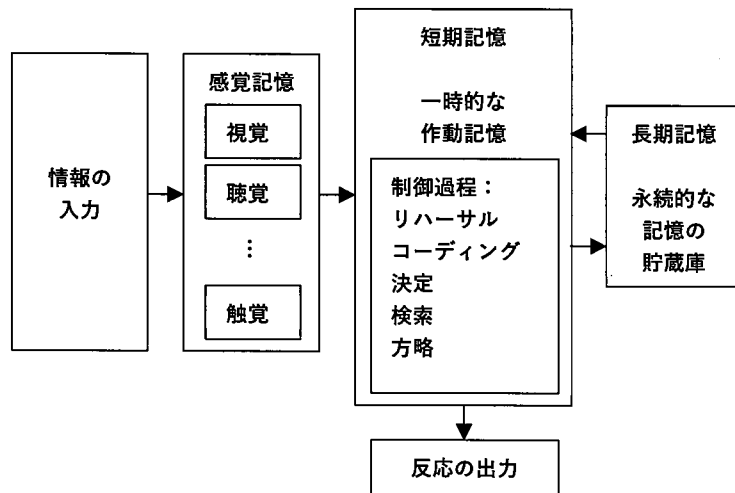 情報の
入力
感覚記憶
視覚
聴覚
⋮
触覚
短期記憶
一時的な
作動記憶
制御過程：
リハーサル
コーディング
決定
検索
方略
長期記憶
永続的な
記憶の
貯蔵庫
反応の出力